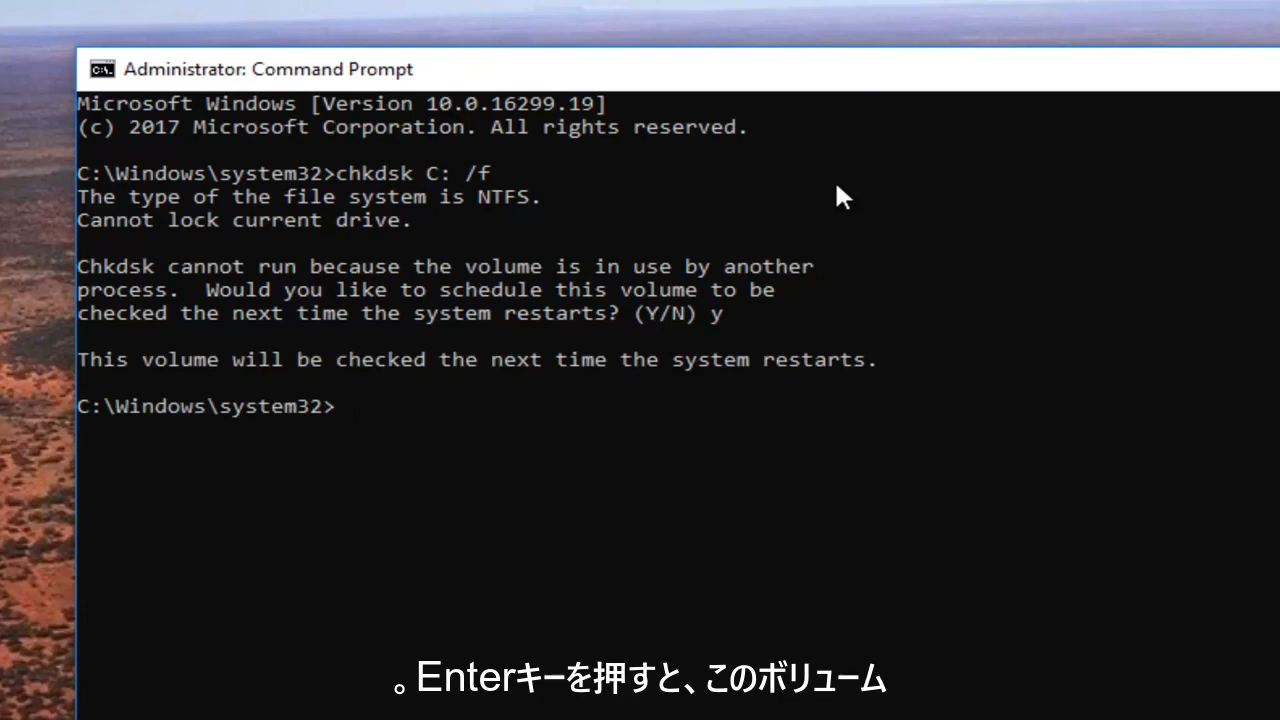 Administrator: Command Prompt
Microsoft Windows [Version 10.0.16299.19]
(c) 2017 Microsoft Corporation. All rights reserved.
C:\Windows\system32>chkdsk C: /f
The type of the file system is NTFS.
Cannot lock current drive.
Chkdsk cannot run because the volume is in use by another
process.  Would you like to schedule this volume to be
checked the next time the system restarts? (Y/N) y
This volume will be checked the next time the system restarts.
C:\Windows\system32>
。Enterキーを押すと、このボリューム